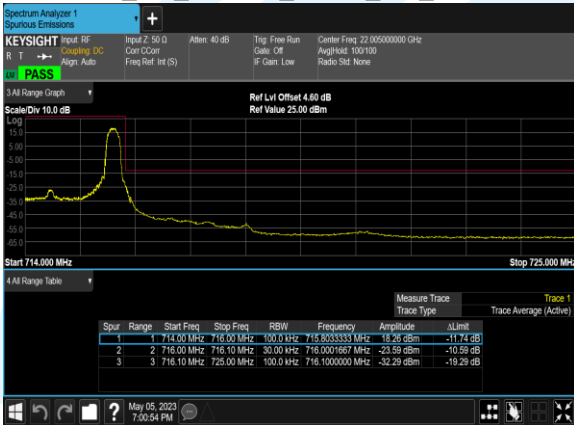 Spectrum Analyzer 1
Spurious Emissions
+
KEYSIGHT Input: RF Input Z: 50 Ω Atten: 40 dB Trig: Free Run Center Freq: 22.005000000 GHz
R T Coupling: DC Corr CCorr Gate: Off Avg|Hold: 100/100
Align: Auto Freq Ref: Int (S) IF Gain: Low Radio Std: None
PASS
3 All Range Graph
Ref Lvl Offset 4.60 dB
Scale/Div 10.0 dB Ref Value 25.00 dBm
Log
15.0
5.00
-5.00
-15.0
-25.0
-35.0
-45.0
-55.0
-65.0
Start 714.000 MHz Stop 725.000 MHz
4 All Range Table
Measure Trace Trace 1
Trace Type Trace Average (Active)
Spur Range Start Freq Stop Freq RBW Frequency Amplitude ΔLimit
1 1 714.00 MHz 716.00 MHz 100.0 kHz 715.8033333 MHz 18.26 dBm -11.74 dB
2 2 716.00 MHz 716.10 MHz 30.00 kHz 716.0001667 MHz -23.59 dBm -10.59 dB
3 3 716.10 MHz 725.00 MHz 100.0 kHz 716.1000000 MHz -32.29 dBm -19.29 dB
? May 05, 2023
7:00:54 PM